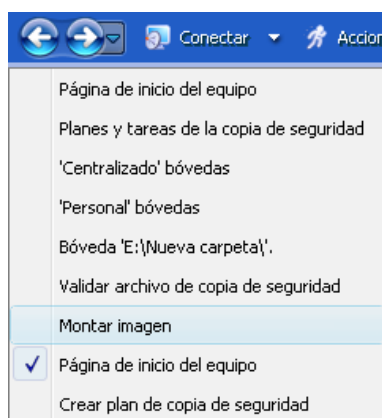 Conectar Accion
Página de inicio del equipo
Planes y tareas de la copia de seguridad
'Centralizado' bóvedas
'Personal' bóvedas
Bóveda 'E:\Nueva carpeta\'.
Validar archivo de copia de seguridad
Montar imagen
Página de inicio del equipo
Crear plan de copia de seguridad